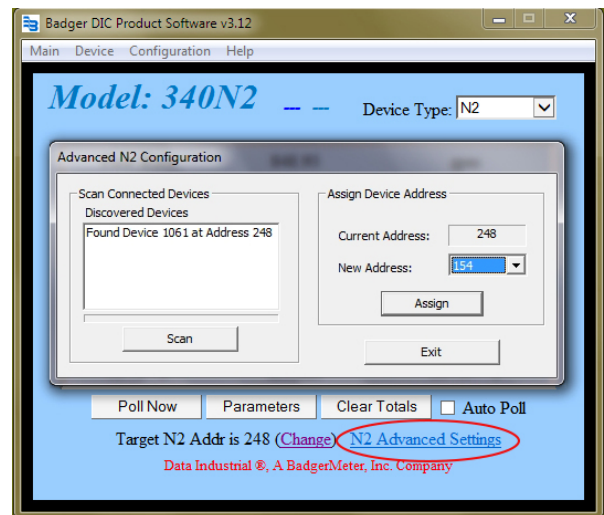 Badger DIC Product Software v3.12
Main Device Configuration Help
Model: 340N2 --- --- Device Type: N2
Advanced N2 Configuration
Scan Connected Devices
Discovered Devices
Found Device 1061 at Address 248
Scan
Assign Device Address
Current Address: 248
New Address: 154
Assign
Exit
Poll Now Parameters Clear Totals Auto Poll
Target N2 Addr is 248 (Change) N2 Advanced Settings
Data Industrial ®, A BadgerMeter, Inc. Company